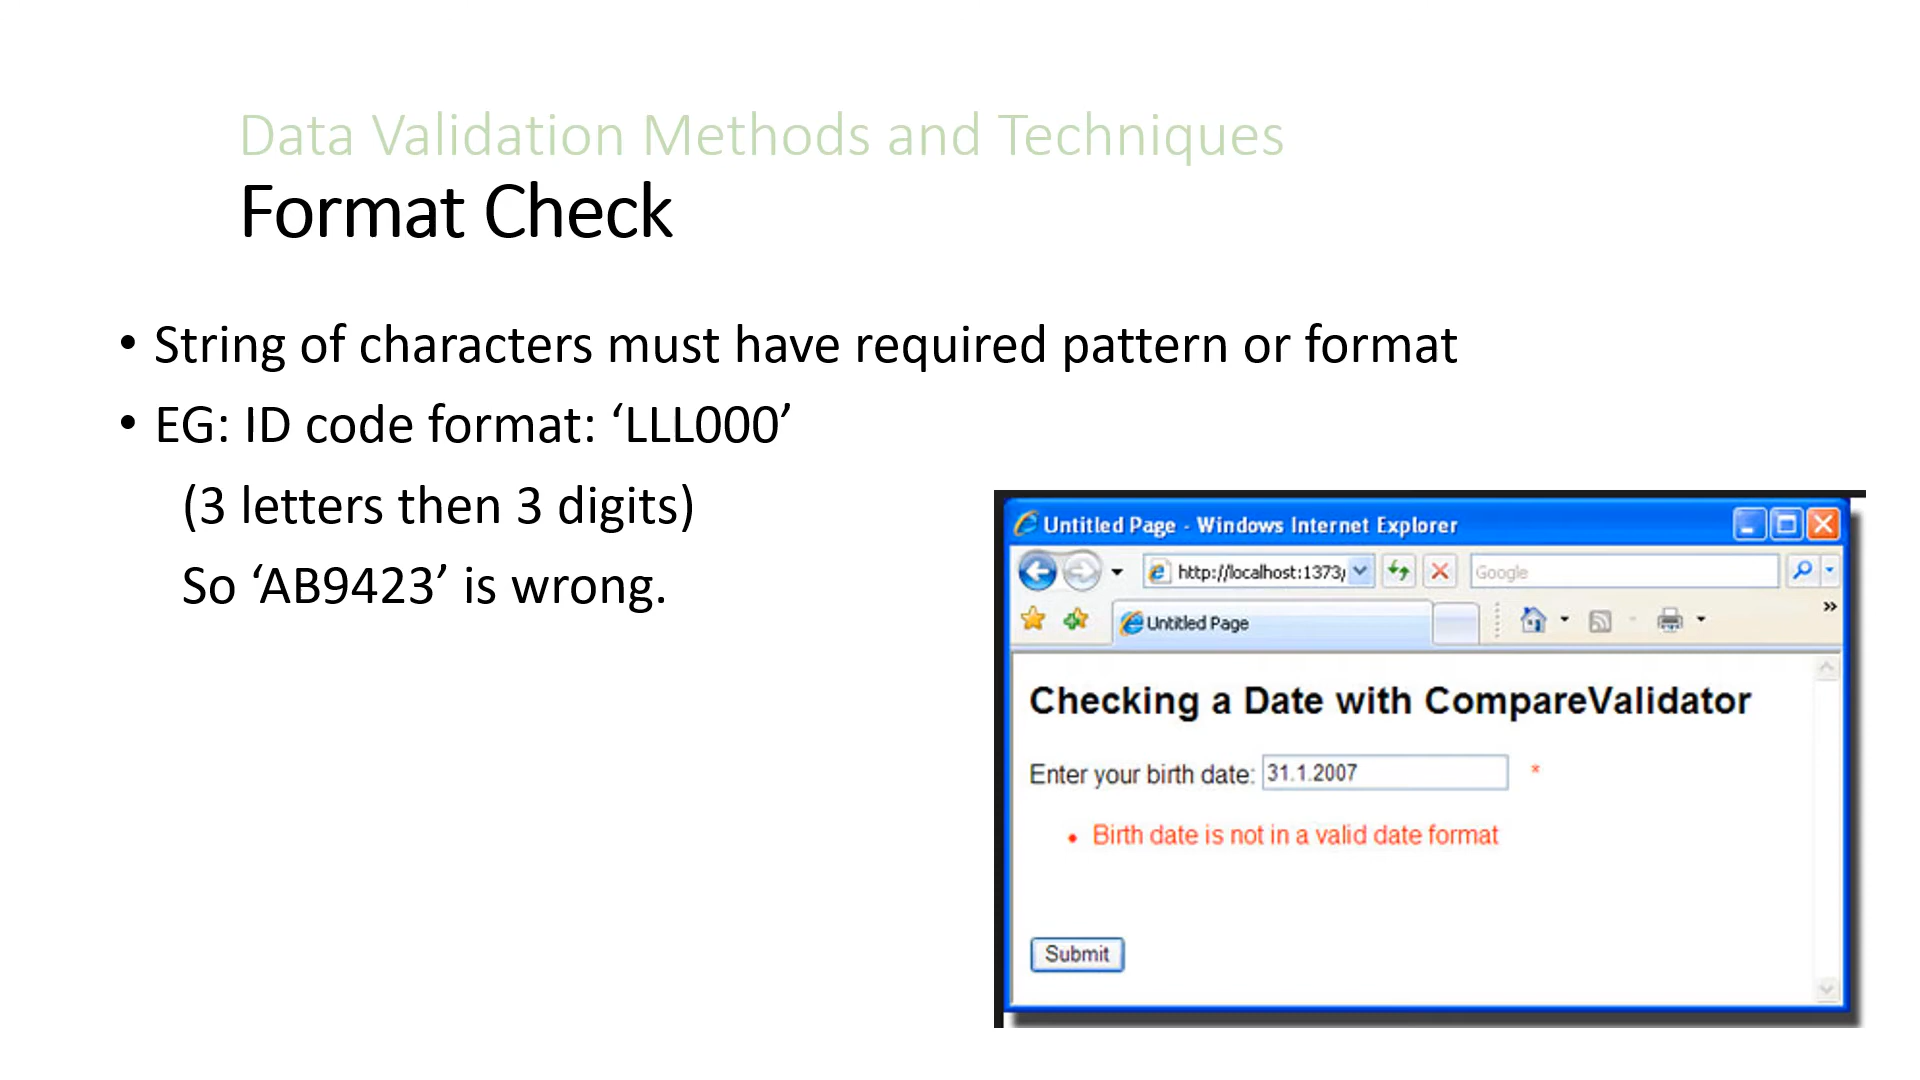 Data Validation Methods and Techniques
Format Check
• String of characters must have required pattern or format
• EG: ID code format: ‘LLL000’
(3 letters then 3 digits)
So ‘AB9423’ is wrong.
Untitled Page - Windows Internet Explorer
http://localhost:1373/
Google
Untitled Page
Checking a Date with CompareValidator
Enter your birth date: 31.1.2007 *
• Birth date is not in a valid date format
Submit